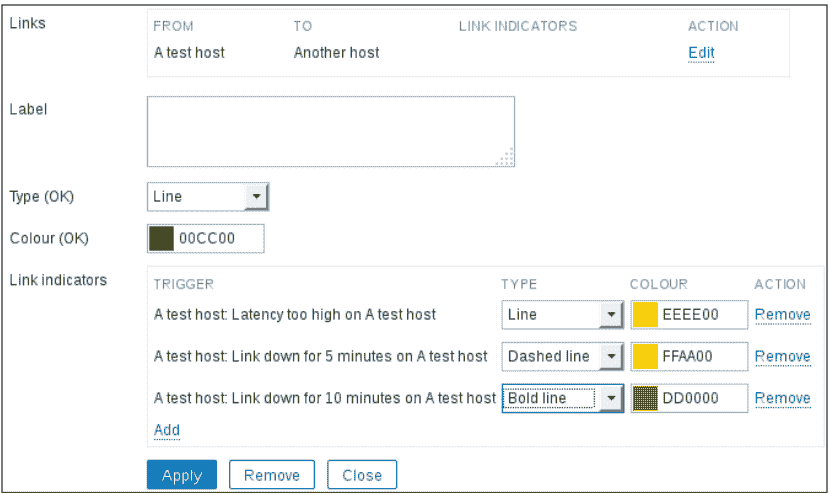 Links FROM TO LINK INDICATORS ACTION
A test host Another host Edit
Label
Type (OK) Line
Colour (OK) 00CC00
Link indicators TRIGGER TYPE COLOUR ACTION
A test host: Latency too high on A test host Line EEEE00 Remove
A test host: Link down for 5 minutes on A test host Dashed line FFAA00 Remove
A test host: Link down for 10 minutes on A test host Bold line DD0000 Remove
Add
Apply Remove Close